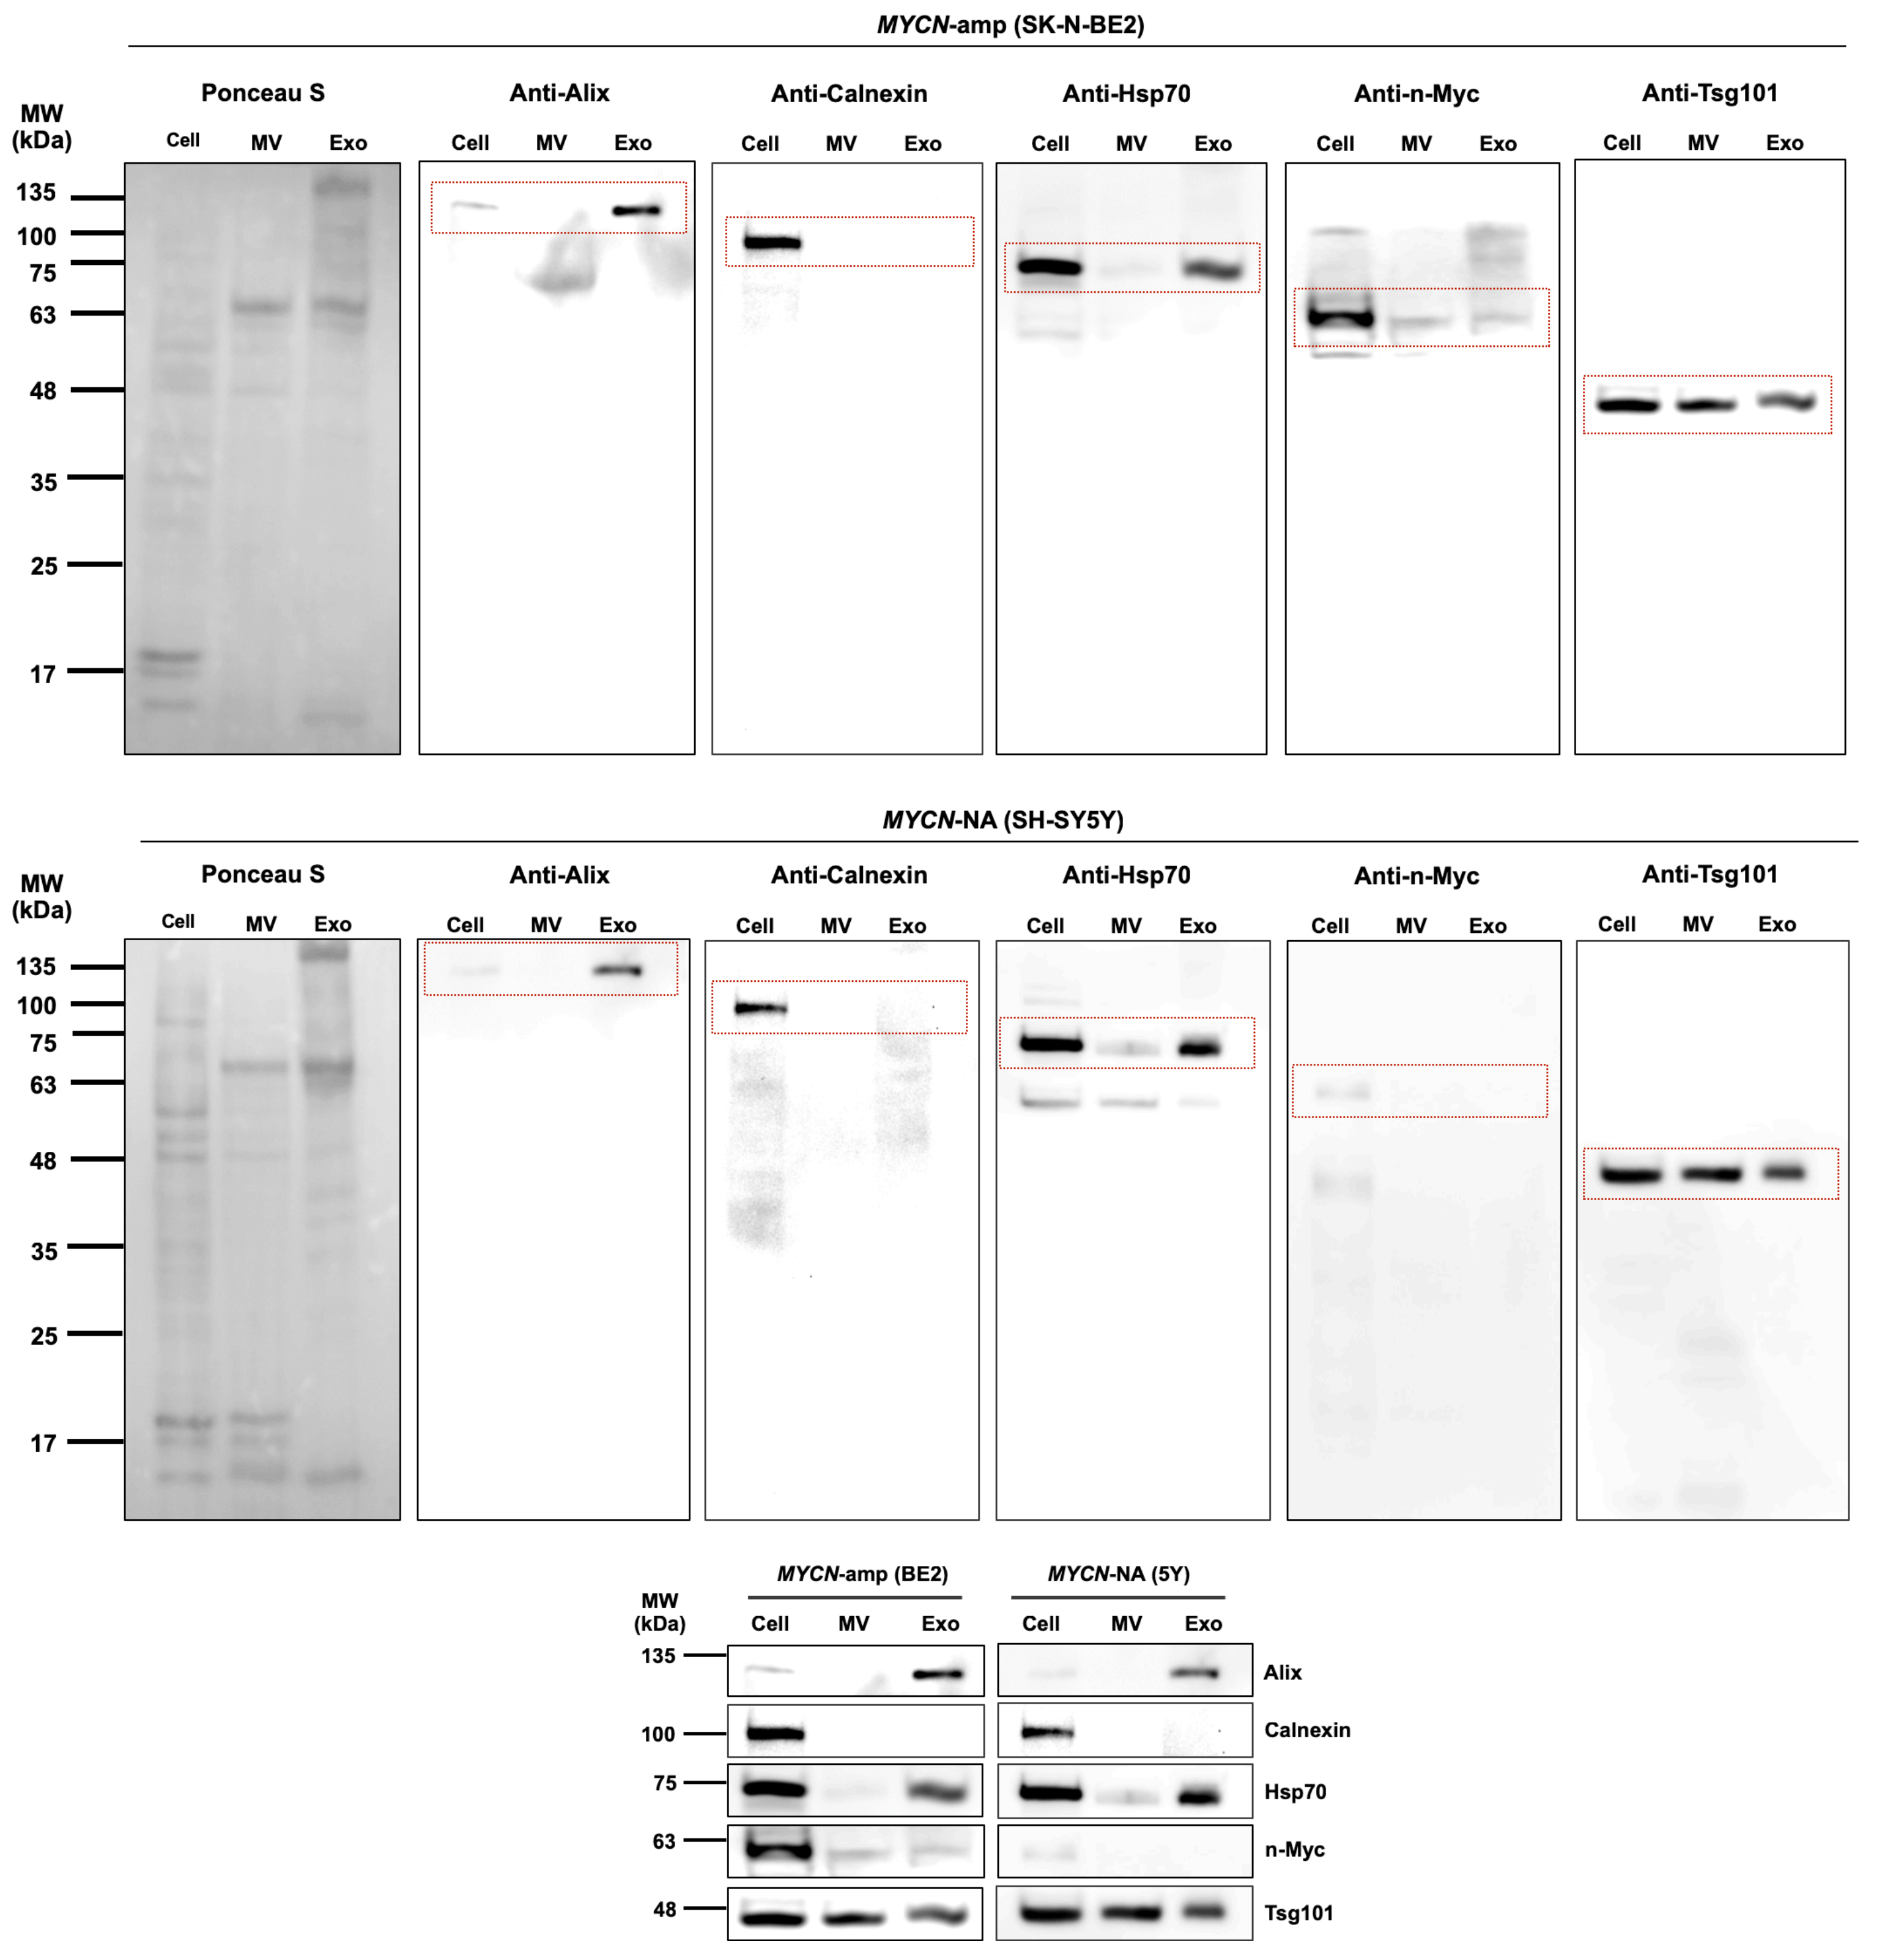 MYCN-amp (SK-N-BE2)
Ponceau S Anti-Alix Anti-Calnexin Anti-Hsp70 Anti-n-Myc Anti-Tsg101
MW
(kDa)
Cell MV Exo Cell MV Exo Cell MV Exo Cell MV Exo Cell MV Exo Cell MV Exo
135
100
75
63
48
35
25
17
MYCN-NA (SH-SY5Y)
Ponceau S Anti-Alix Anti-Calnexin Anti-Hsp70 Anti-n-Myc Anti-Tsg101
MW
(kDa)
Cell MV Exo Cell MV Exo Cell MV Exo Cell MV Exo Cell MV Exo Cell MV Exo
135
100
75
63
48
35
25
17
MYCN-amp (BE2) MYCN-NA (5Y)
MW
(kDa)
Cell MV Exo Cell MV Exo
135 Alix
100 Calnexin
75 Hsp70
63 n-Myc
48 Tsg101